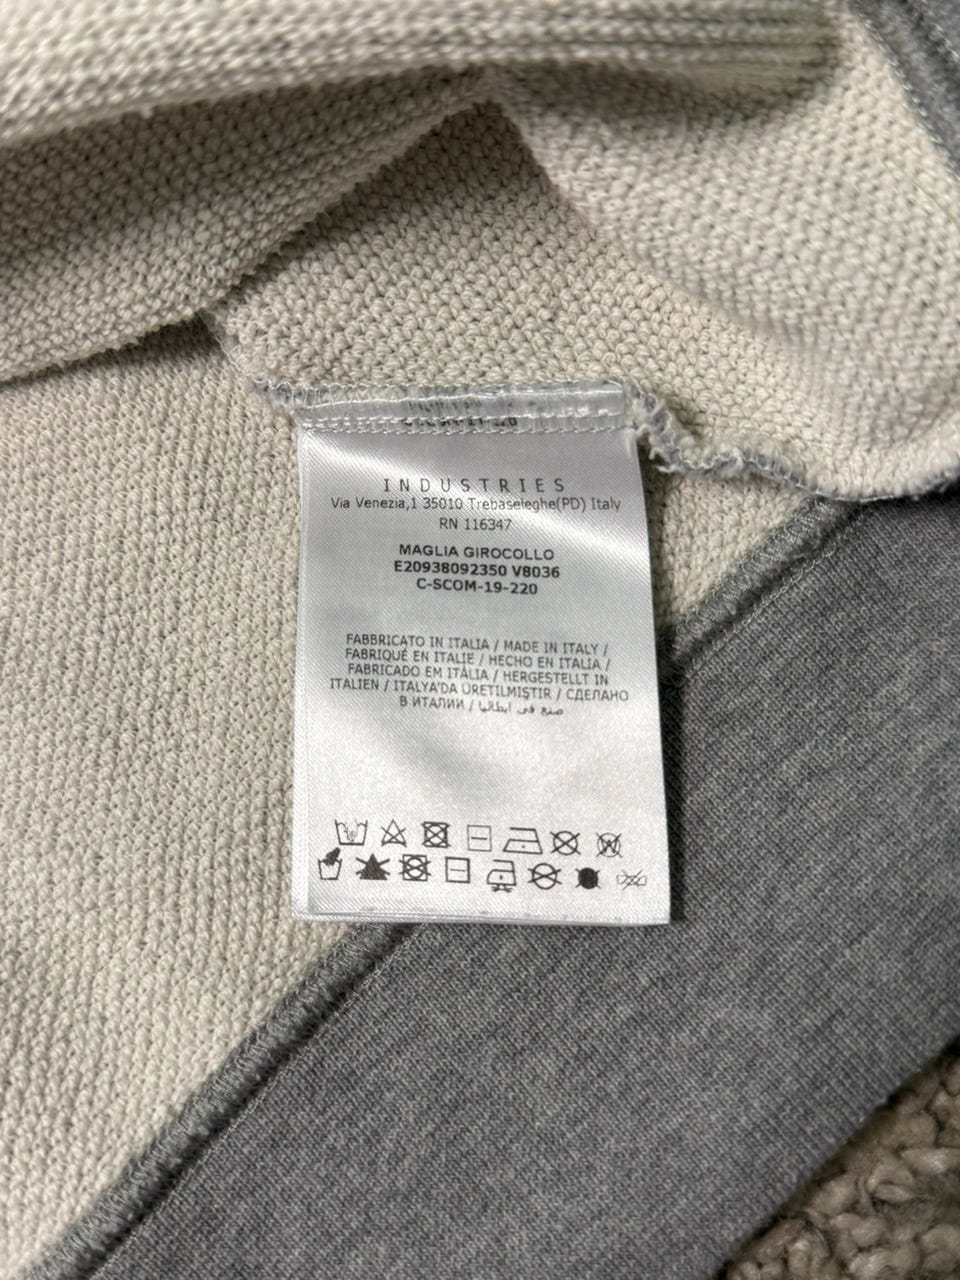 INDUSTRIES
Via Venezia,1 35010 Trebaseleghe(PD) Italy
RN 116347
MAGLIA GIROCOLLO
E20938092350 V8036
C-SCOM-19-220
FABBRICATO IN ITALIA / MADE IN ITALY /
FABRIQUÉ EN ITALIE / HECHO EN ITALIA /
FABRICADO EM ITÁLIA / HERGESTELLT IN
ITALIEN / ITALYA'DA ÜRETILMIŞTIR / СДЕЛАНО
В ИТАЛИИ / صنع في ايطاليا